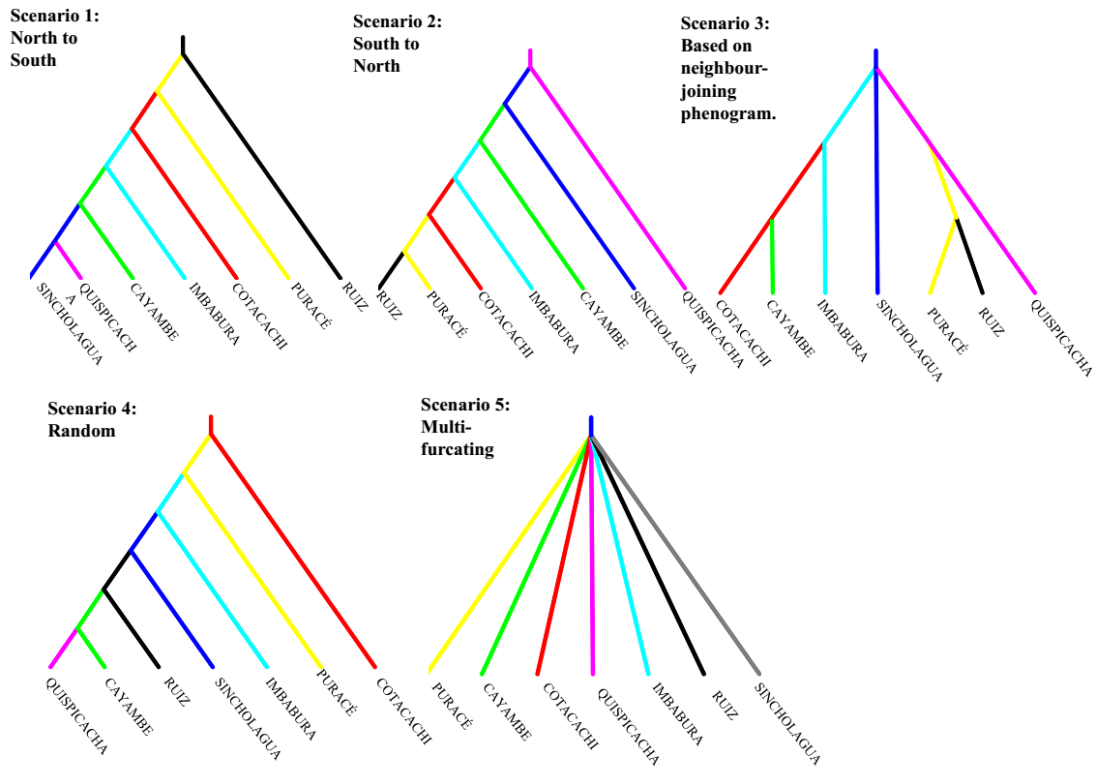 Scenario 1:
North to
South
SINCHOLAGUA
QUISPICACH
A
CAYAMBE
IMBABURA
COTACACHI
PURACÉ
RUIZ
Scenario 2:
South to
North
RUIZ
PURACÉ
COTACACHI
IMBABURA
CAYAMBE
SINCHOLAGUA
QUISPICACHA
Scenario 3:
Based on
neighbour-
joining
phenogram.
COTACACHI
CAYAMBE
IMBABURA
SINCHOLAGUA
PURACÉ
RUIZ
QUISPICACHA
Scenario 4:
Random
QUISPICACHA
CAYAMBE
RUIZ
SINCHOLAGUA
IMBABURA
PURACÉ
COTACACHI
Scenario 5:
Multi-
furcating
PURACÉ
CAYAMBE
COTACACHI
QUISPICACHA
IMBABURA
RUIZ
SINCHOLAGUA